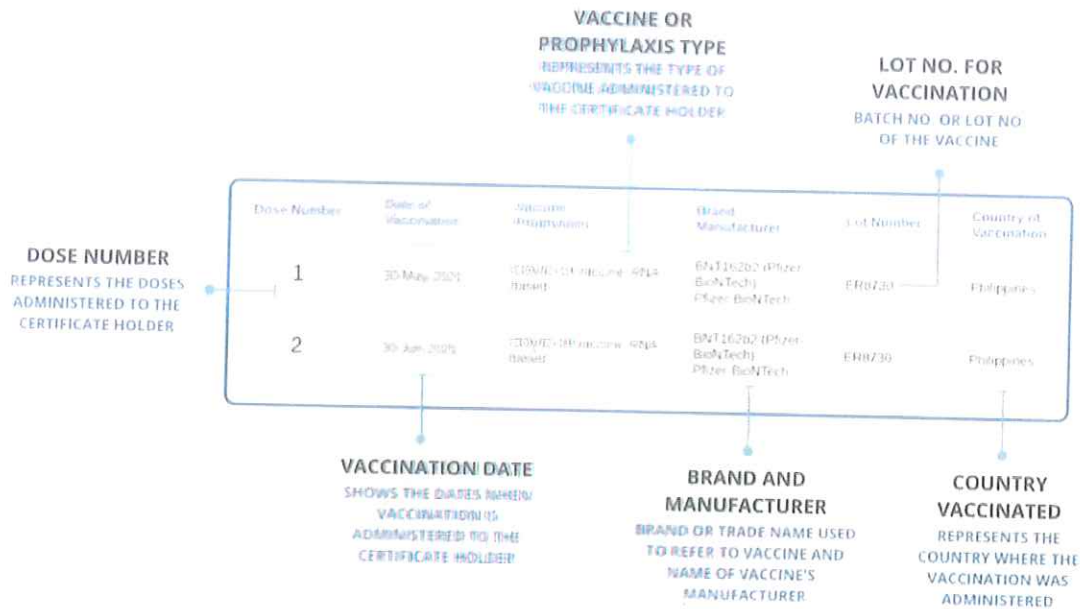 VACCINE OR
PROPHYLAXIS TYPE
REPRESENTS THE TYPE OF
VACCINE ADMINISTERED TO
THE CERTIFICATE HOLDER
LOT NO. FOR
VACCINATION
BATCH NO. OR LOT NO
OF THE VACCINE
Dose Number
Date of
Vaccination
Vaccine
Brand
Manufacturer
Lot Number
Country of
Vaccination
DOSE NUMBER
REPRESENTS THE DOSES
ADMINISTERED TO THE
CERTIFICATE HOLDER
1
30-May-2021
COVID-19 vaccine, RNA
based
BNT162b2 (Pfizer
BioNTech)
Pfizer BioNTech
ER8730
Philippines
2
30-Jun-2021
COVID-19 vaccine, RNA
based
BNT162b2 (Pfizer
BioNTech)
Pfizer BioNTech
ER8730
Philippines
VACCINATION DATE
SHOWS THE DATES WHEN
VACCINATION IS
ADMINISTERED TO THE
CERTIFICATE HOLDER
BRAND AND
MANUFACTURER
BRAND OR TRADE NAME USED
TO REFER TO VACCINE AND
NAME OF VACCINE'S
MANUFACTURER
COUNTRY
VACCINATED
REPRESENTS THE
COUNTRY WHERE THE
VACCINATION WAS
ADMINISTERED